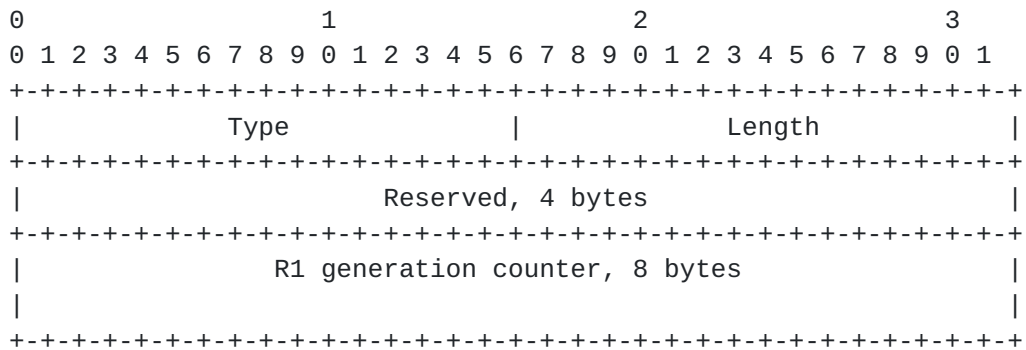 0                   1                   2                   3
0 1 2 3 4 5 6 7 8 9 0 1 2 3 4 5 6 7 8 9 0 1 2 3 4 5 6 7 8 9 0 1
+-+-+-+-+-+-+-+-+-+-+-+-+-+-+-+-+-+-+-+-+-+-+-+-+-+-+-+-+-+-+-+-+
|             Type              |             Length            |
+-+-+-+-+-+-+-+-+-+-+-+-+-+-+-+-+-+-+-+-+-+-+-+-+-+-+-+-+-+-+-+-+
|                       Reserved, 4 bytes                       |
+-+-+-+-+-+-+-+-+-+-+-+-+-+-+-+-+-+-+-+-+-+-+-+-+-+-+-+-+-+-+-+-+
|                R1 generation counter, 8 bytes                 |
|                                                               |
+-+-+-+-+-+-+-+-+-+-+-+-+-+-+-+-+-+-+-+-+-+-+-+-+-+-+-+-+-+-+-+-+